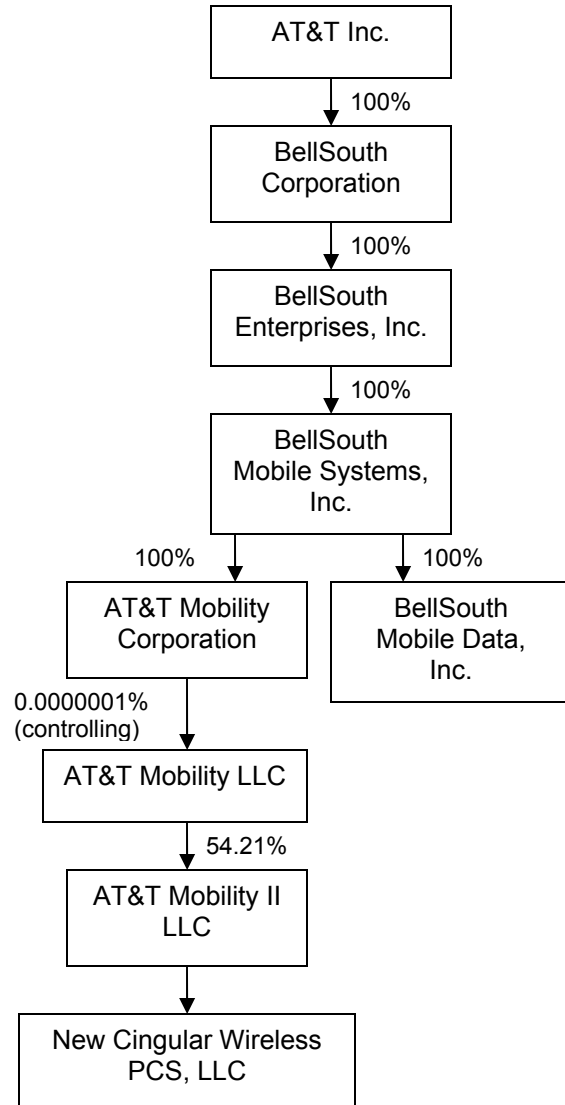 AT&T Inc.
100%
BellSouth
Corporation
100%
BellSouth
Enterprises, Inc.
100%
BellSouth
Mobile Systems,
Inc.
100%
100%
AT&T Mobility
Corporation
BellSouth
Mobile Data,
Inc.
0.0000001%
(controlling)
AT&T Mobility LLC
54.21%
AT&T Mobility II
LLC
New Cingular Wireless
PCS, LLC